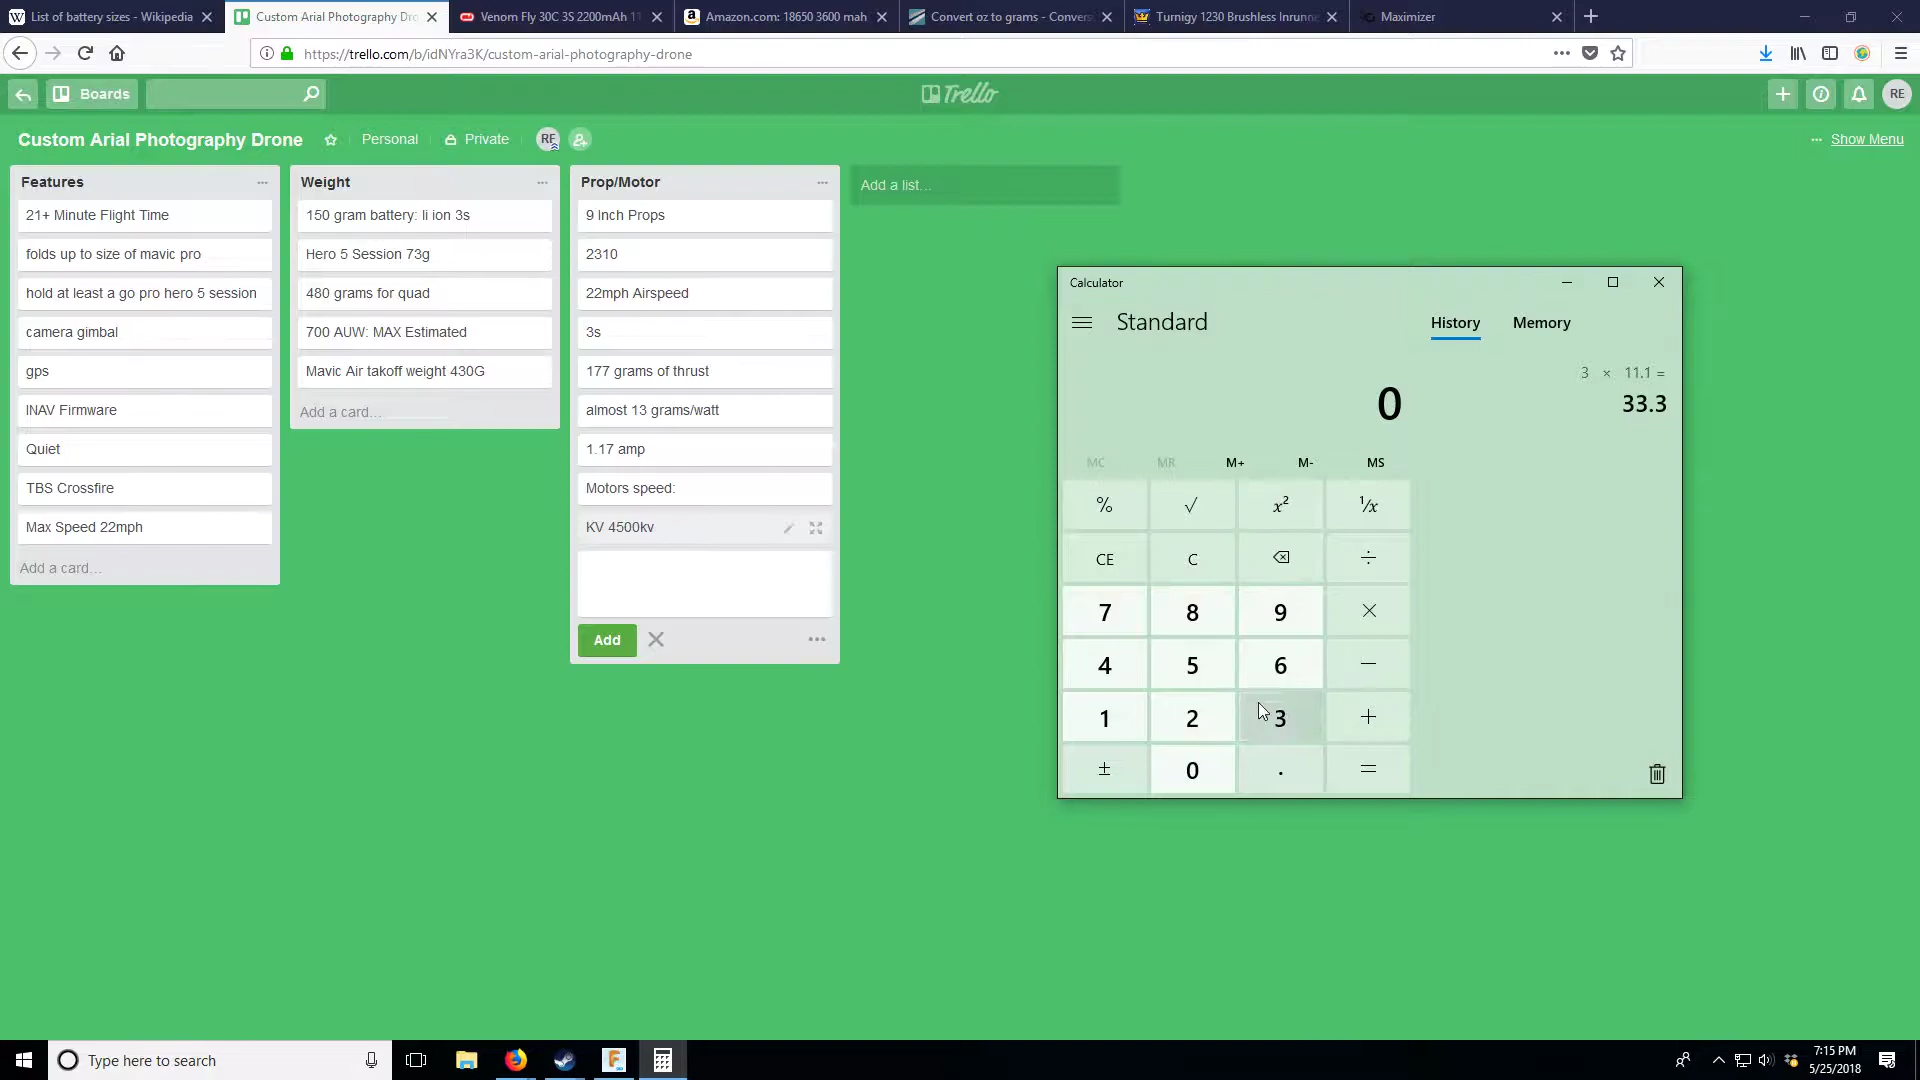 List of battery sizes - Wikipedia
Custom Arial Photography Dro
Venom Fly 30C 3S 2200mAh 11
Amazon.com: 18650 3600 mah
Convert oz to grams - Convers
Turnigy 1230 Brushless Inrunne
Maximizer
https://trello.com/b/idNYra3K/custom-arial-photography-drone
Boards
Trello
RE
Custom Arial Photography Drone
Personal
Private
RE
Show Menu
Features
21+ Minute Flight Time
folds up to size of mavic pro
hold at least a go pro hero 5 session
camera gimbal
gps
INAV Firmware
Quiet
TBS Crossfire
Max Speed 22mph
Add a card...
Weight
150 gram battery: li ion 3s
Hero 5 Session 73g
480 grams for quad
700 AUW: MAX Estimated
Mavic Air takoff weight 430G
Add a card...
Prop/Motor
9 Inch Props
2310
22mph Airspeed
3s
177 grams of thrust
almost 13 grams/watt
1.17 amp
Motors speed:
KV 4500kv
Add
Add a list...
Calculator
Standard
History
Memory
3 × 11.1 =
33.3
0
MC MR M+ M- MS
% √ x² ¹/x
CE C ⌫ ÷
7 8 9 ×
4 5 6 −
1 2 3 +
± 0 . =
Type here to search
7:15 PM
5/25/2018